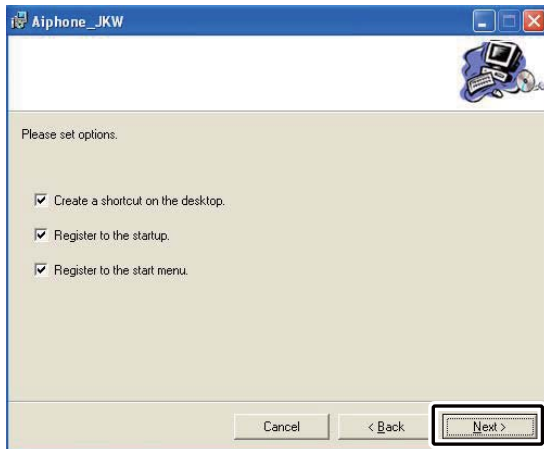 Aiphone_JKW
Please set options.
Create a shortcut on the desktop.
Register to the startup.
Register to the start menu.
Cancel
< Back
Next >